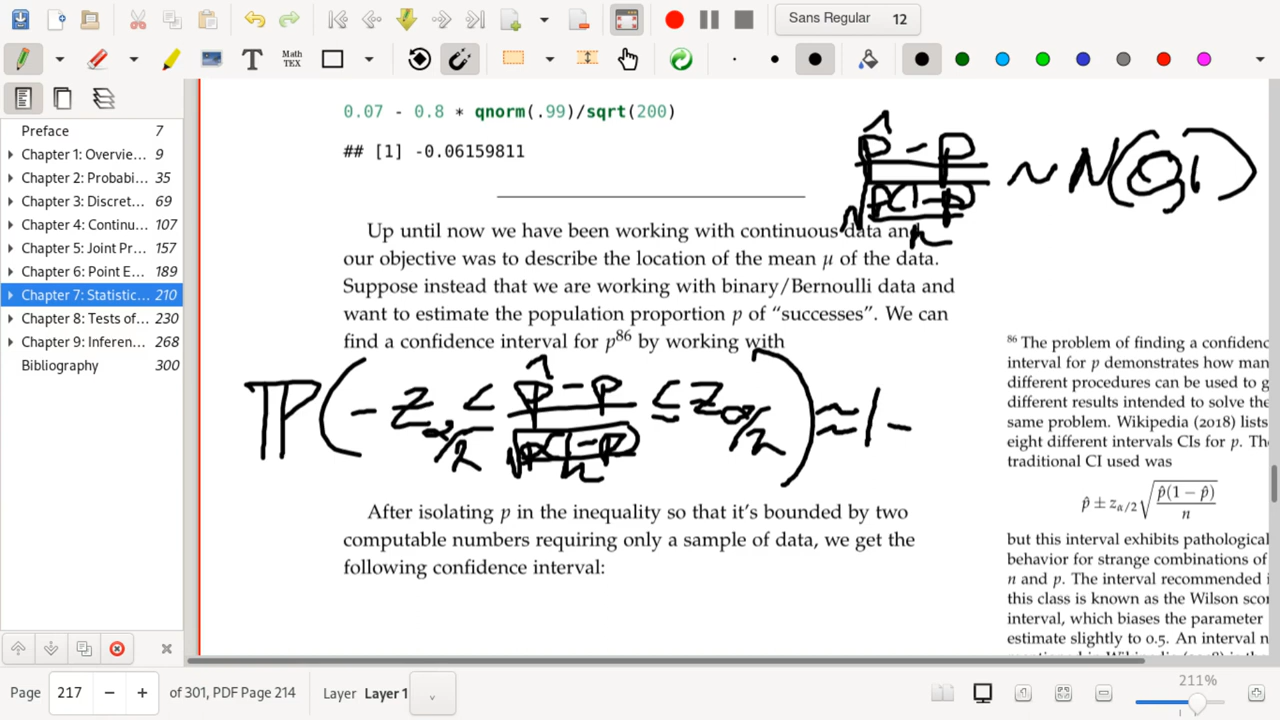 Sans Regular 12
T Math TEX
Preface 7
Chapter 1: Overvie... 9
Chapter 2: Probabi... 35
Chapter 3: Discret... 69
Chapter 4: Continu... 107
Chapter 5: Joint Pr... 157
Chapter 6: Point E... 189
Chapter 7: Statistic... 210
Chapter 8: Tests of... 230
Chapter 9: Inferen... 268
Bibliography 300
0.07 - 0.8 * qnorm(.99)/sqrt(200)
## [1] -0.06159811
(p̂ − p)/√(p(1−p)/n) ~ N(0,1)
Up until now we have been working with continuous data and
our objective was to describe the location of the mean μ of the data.
Suppose instead that we are working with binary/Bernoulli data and
want to estimate the population proportion p of “successes”. We can
find a confidence interval for p⁸⁶ by working with
ℙ(−z_{α/2} ≤ (p̂ − p)/√(p(1−p)/n) ≤ z_{α/2}) ≈ 1 −
After isolating p in the inequality so that it’s bounded by two
computable numbers requiring only a sample of data, we get the
following confidence interval:
⁸⁶ The problem of finding a confidenc
interval for p demonstrates how man
different procedures can be used to g
different results intended to solve the
same problem. Wikipedia (2018) lists
eight different intervals CIs for p. The
traditional CI used was
p̂ ± z_{α/2} √(p̂(1 − p̂)/n)
but this interval exhibits pathological
behavior for strange combinations of
n and p. The interval recommended i
this class is known as the Wilson scor
interval, which biases the parameter
estimate slightly to 0.5. An interval n
Page 217 − + of 301, PDF Page 214 Layer Layer 1 211%